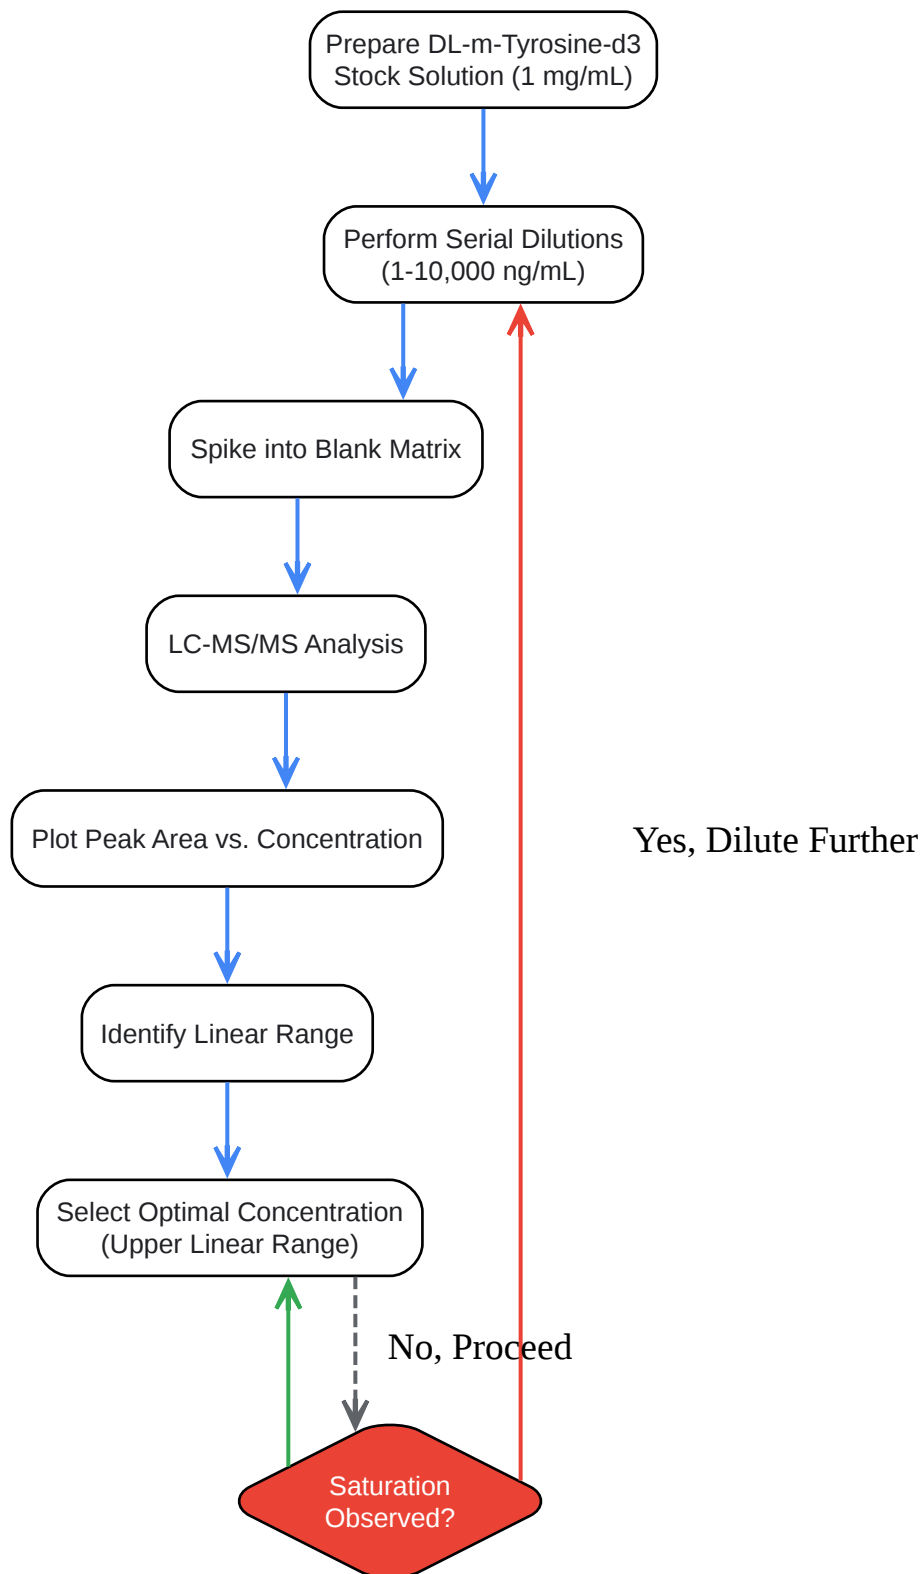 Prepare DL-m-Tyrosine-d3
Stock Solution (1 mg/mL)
Perform Serial Dilutions
(1-10,000 ng/mL)
Spike into Blank Matrix
LC-MS/MS Analysis
Plot Peak Area vs. Concentration
Yes, Dilute Further
Identify Linear Range
Select Optimal Concentration
(Upper Linear Range)
No, Proceed
Saturation
Observed?